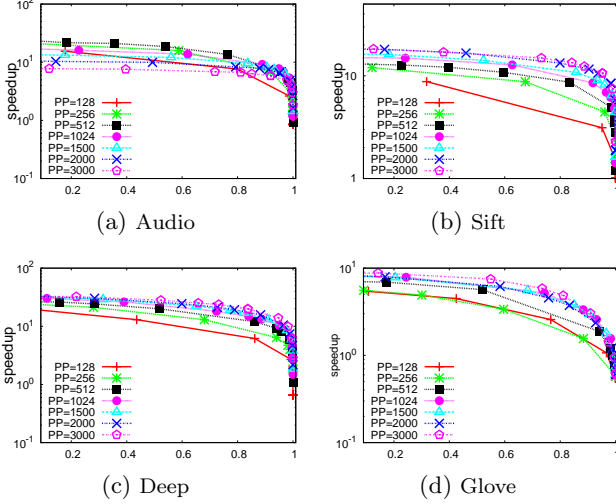 10^2
10^1
10^0
10^-1
speedup
PP=128
PP=256
PP=512
PP=1024
PP=1500
PP=2000
PP=3000
0.2 0.4 0.6 0.8 1
(a) Audio
10
1
speedup
PP=128
PP=256
PP=512
PP=1024
PP=1500
PP=2000
PP=3000
0.2 0.4 0.6 0.8 1
(b) Sift
10^2
10^1
10^0
10^-1
speedup
PP=128
PP=256
PP=512
PP=1024
PP=1500
PP=2000
PP=3000
0.2 0.4 0.6 0.8 1
(c) Deep
10^1
10^0
10^-1
speedup
PP=128
PP=256
PP=512
PP=1024
PP=1500
PP=2000
PP=3000
0.2 0.4 0.6 0.8 1
(d) Glove